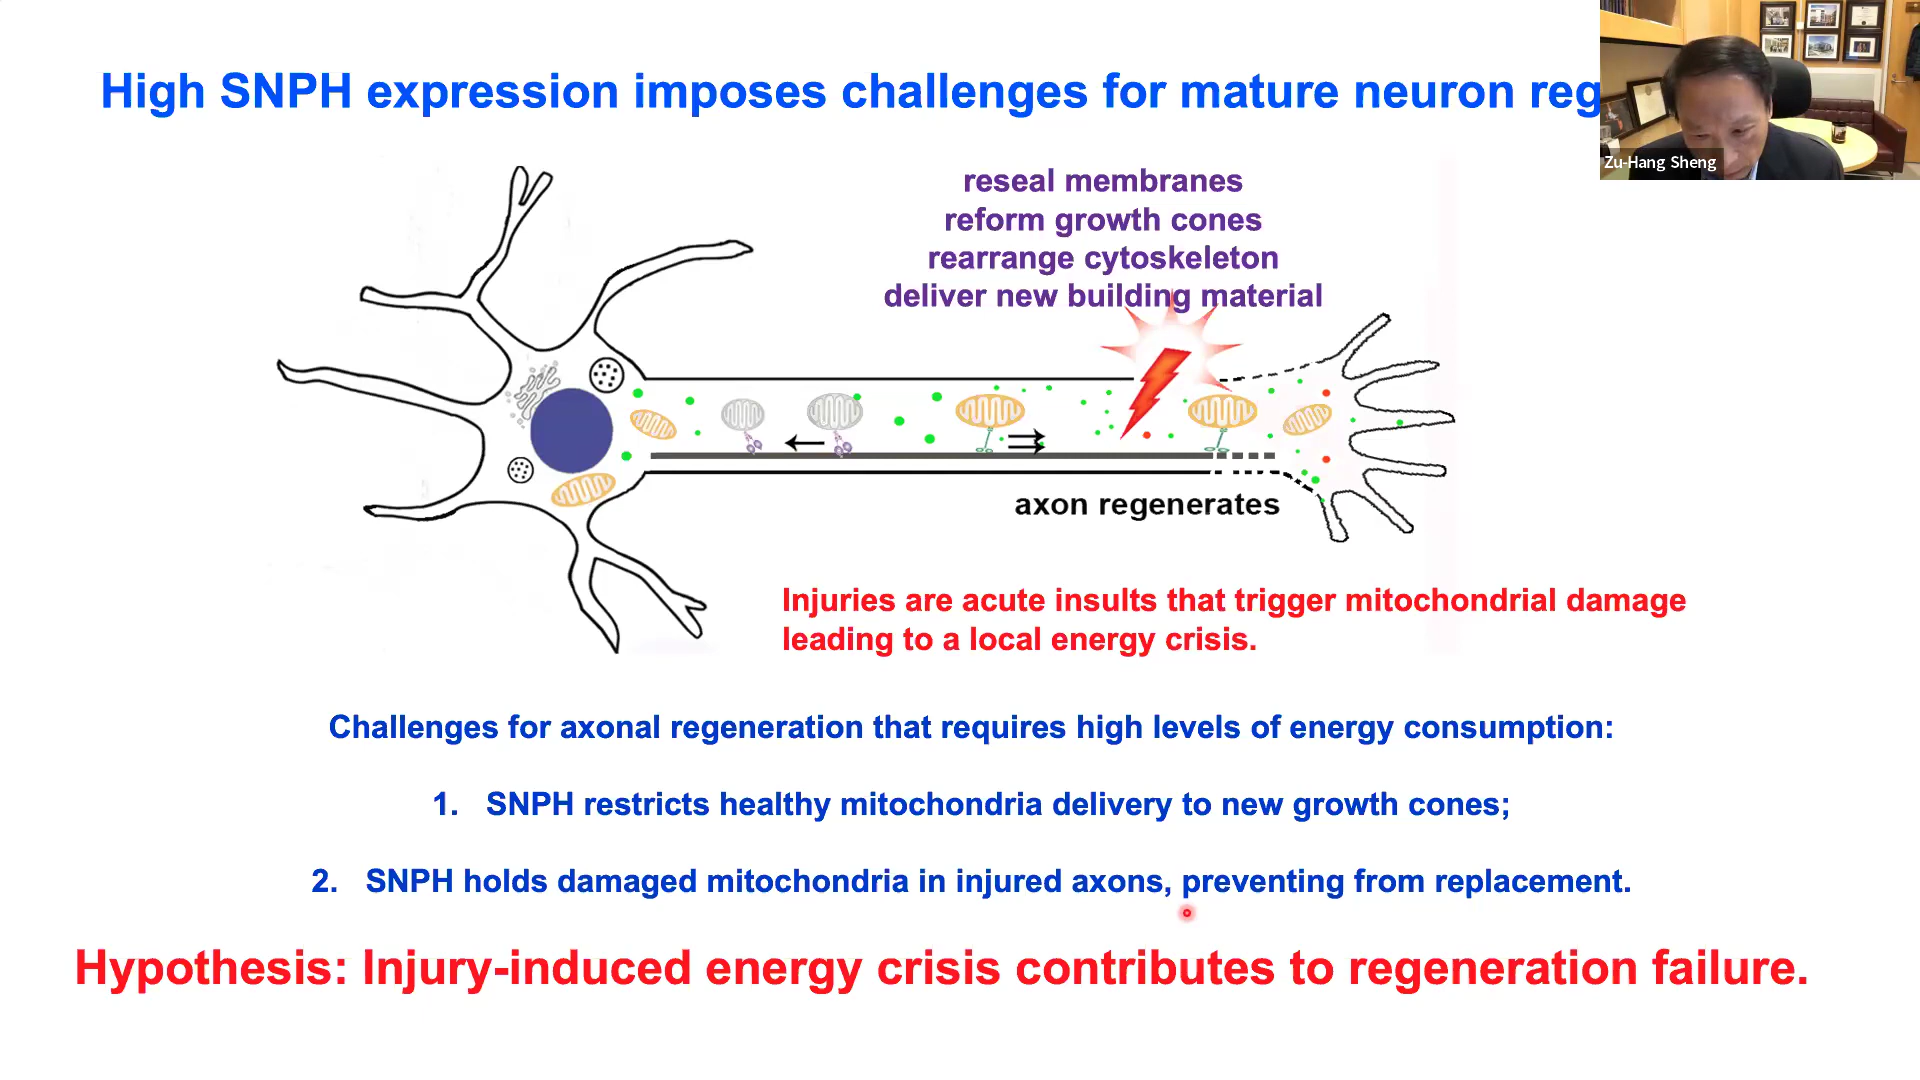 High SNPH expression imposes challenges for mature neuron reg
Zu-Hang Sheng
reseal membranes
reform growth cones
rearrange cytoskeleton
deliver new building material
axon regenerates
Injuries are acute insults that trigger mitochondrial damage
leading to a local energy crisis.
Challenges for axonal regeneration that requires high levels of energy consumption:
1. SNPH restricts healthy mitochondria delivery to new growth cones;
2. SNPH holds damaged mitochondria in injured axons, preventing from replacement.
Hypothesis: Injury-induced energy crisis contributes to regeneration failure.